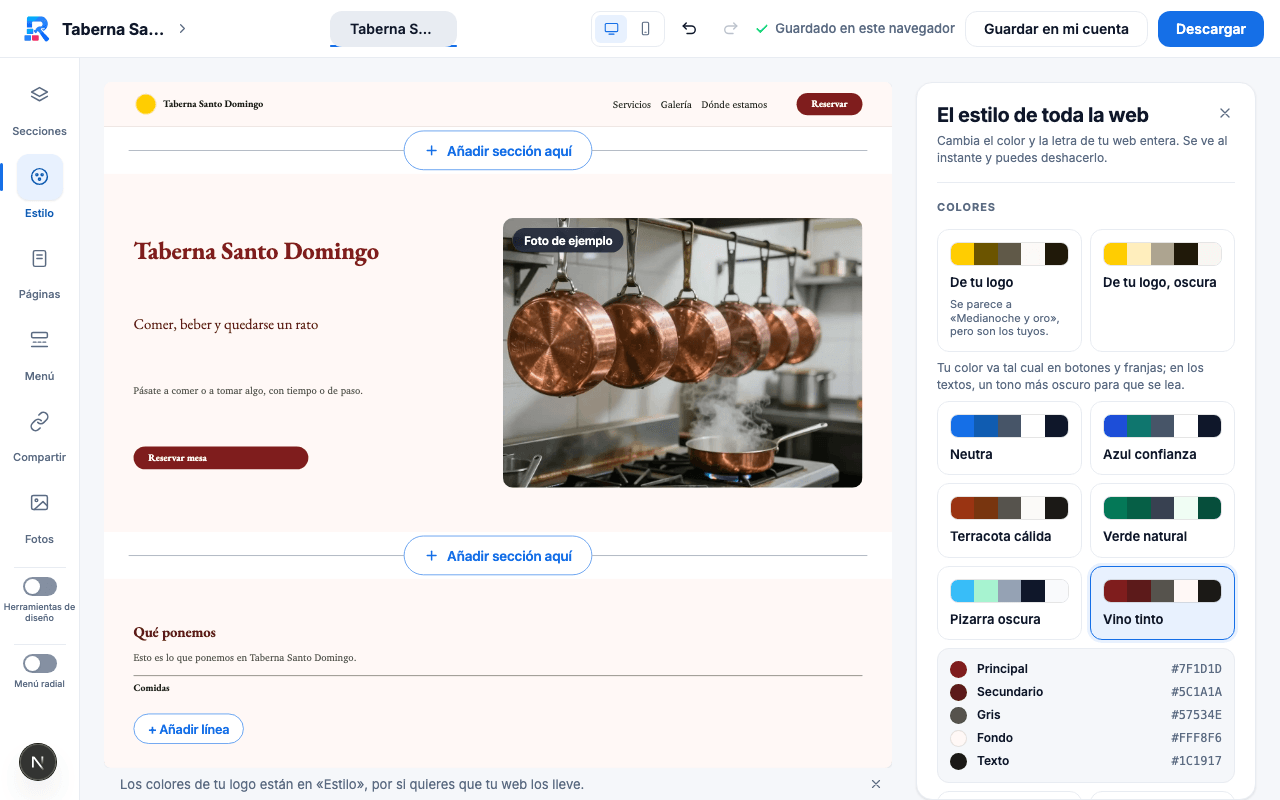 Taberna Sa...
Taberna S...
Guardado en este navegador
Guardar en mi cuenta
Descargar
Secciones
Estilo
Páginas
Menú
Compartir
Fotos
Herramientas de
diseño
Menú radial
N
Taberna Santo Domingo
Servicios
Galería
Dónde estamos
Reservar
+ Añadir sección aquí
Taberna Santo Domingo
Comer, beber y quedarse un rato
Pásate a comer o a tomar algo, con tiempo o de paso.
Reservar mesa
Foto de ejemplo
+ Añadir sección aquí
Qué ponemos
Esto es lo que ponemos en Taberna Santo Domingo.
Comidas
+ Añadir línea
Los colores de tu logo están en «Estilo», por si quieres que tu web los lleve.
El estilo de toda la web
Cambia el color y la letra de tu web entera. Se ve al
instante y puedes deshacerlo.
COLORES
De tu logo
Se parece a
«Medianoche y oro»,
pero son los tuyos.
De tu logo, oscura
Tu color va tal cual en botones y franjas; en los
textos, un tono más oscuro para que se lea.
Neutra
Azul confianza
Terracota cálida
Verde natural
Pizarra oscura
Vino tinto
Principal #7F1D1D
Secundario #5C1A1A
Gris #57534E
Fondo #FFF8F6
Texto #1C1917